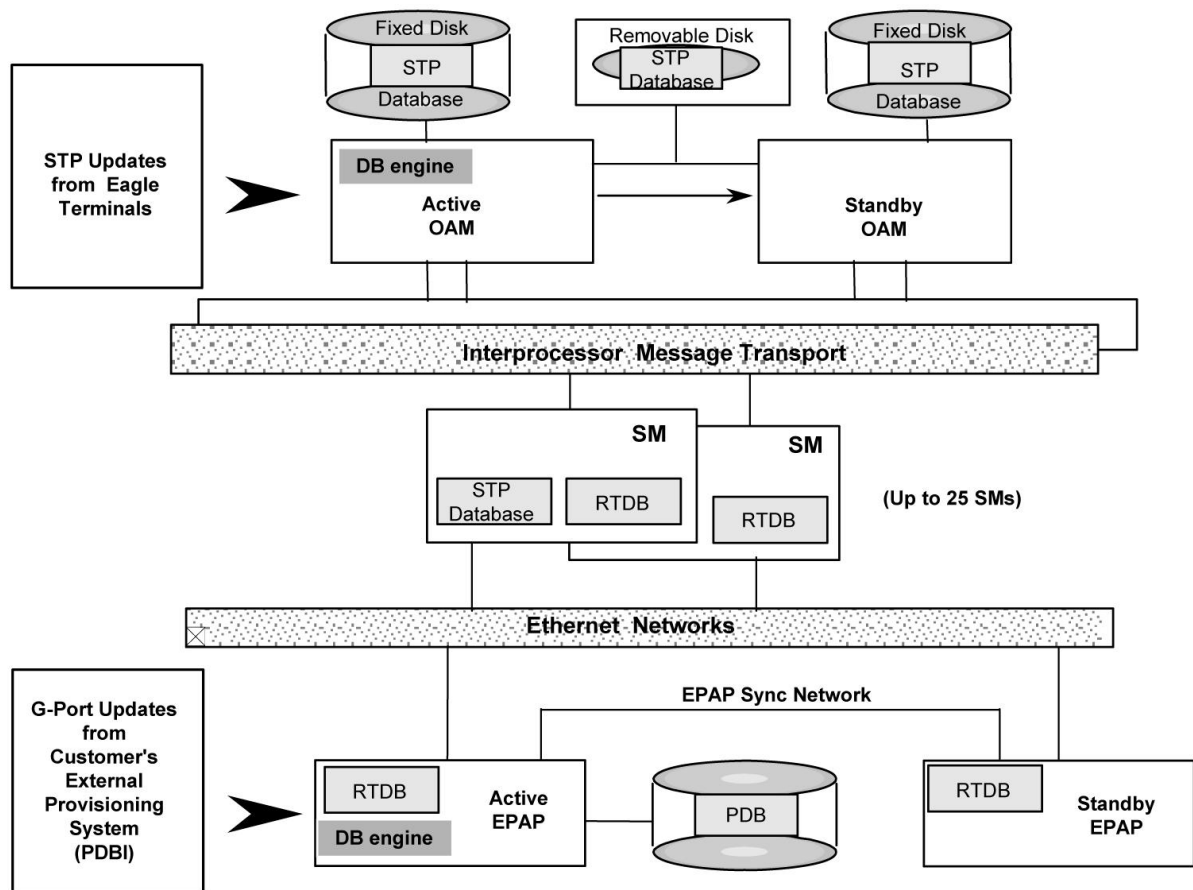 Fixed Disk
STP
Database
Removable Disk
STP
Database
Fixed Disk
STP
Database
STP Updates
from Eagle
Terminals
DB engine
Active
OAM
Standby
OAM
Interprocessor Message Transport
SM
STP
Database
RTDB
SM
RTDB
(Up to 25 SMs)
Ethernet Networks
G-Port Updates
from
Customer's
External
Provisioning
System
(PDBI)
EPAP Sync Network
RTDB
DB engine
Active
EPAP
PDB
RTDB
Standby
EPAP